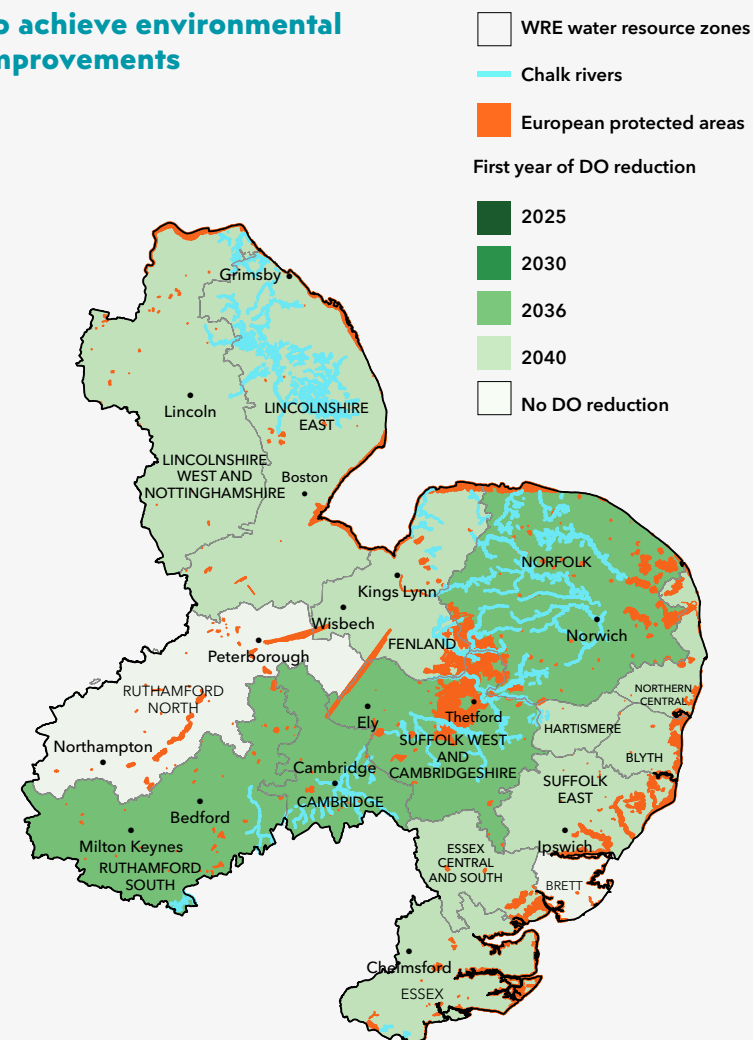 o achieve environmental
mprovements
WRE water resource zones
Chalk rivers
European protected areas
First year of DO reduction
2025
2030
2036
2040
No DO reduction
Grimsby
Lincoln
LINCOLNSHIRE
EAST
LINCOLNSHIRE
WEST AND
NOTTINGHAMSHIRE
Boston
NORFOLK
Kings Lynn
Wisbech
Norwich
FENLAND
Peterborough
RUTHAMFORD
NORTH
NORTHERN
CENTRAL
Ely
Thetford
HARTISMERE
SUFFOLK WEST
AND
CAMBRIDGESHIRE
Northampton
BLYTH
Cambridge
CAMBRIDGE
SUFFOLK
EAST
Bedford
Milton Keynes
RUTHAMFORD
SOUTH
Ipswich
ESSEX
CENTRAL
AND SOUTH
BRETT
Chelmsford
ESSEX